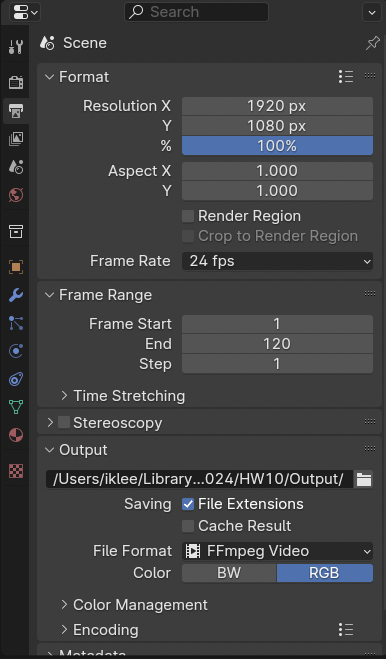 Search
Scene
Format
Resolution X 1920 px
Y 1080 px
% 100%
Aspect X 1.000
Y 1.000
Render Region
Crop to Render Region
Frame Rate 24 fps
Frame Range
Frame Start 1
End 120
Step 1
Time Stretching
Stereoscopy
Output
/Users/iklee/Library...024/HW10/Output/
Saving File Extensions
Cache Result
File Format FFmpeg Video
Color BW RGB
Color Management
Encoding
Metadata